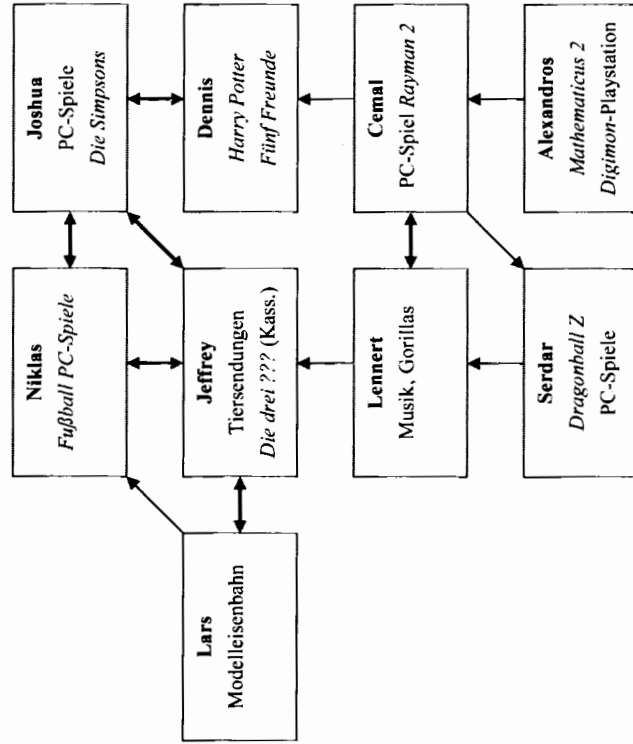 Lars
Modelleisenbahn
Serdar
Dragonball Z
PC-Spiele
Lennert
Musik, Gorillas
Jeffrey
Tiersendungen
Die drei ??? (Kass.)
Niklas
Fußball PC-Spiele
Alexandros
Mathematicus 2
Digimon-Playstation
Cemal
PC-Spiel Rayman 2
Dennis
Harry Potter
Fünf Freunde
Joshua
PC-Spiele
Die Simpsons